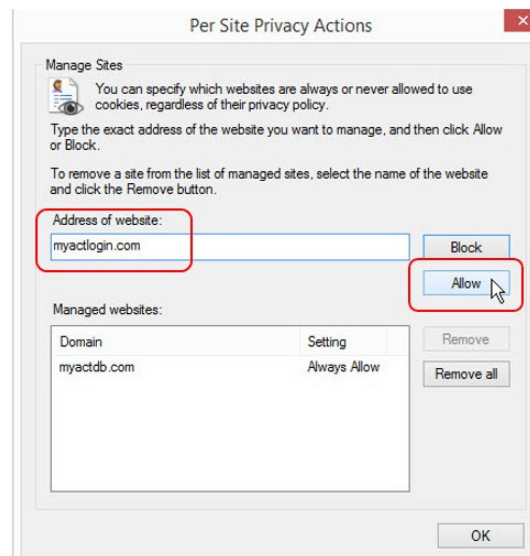 Per Site Privacy Actions
Manage Sites
You can specify which websites are always or never allowed to use
cookies, regardless of their privacy policy.
Type the exact address of the website you want to manage, and then click Allow
or Block.
To remove a site from the list of managed sites, select the name of the website
and click the Remove button.
Address of website:
myactlogin.com
Block
Allow
Managed websites:
Domain Setting
Remove
myactdb.com Always Allow
Remove all
OK